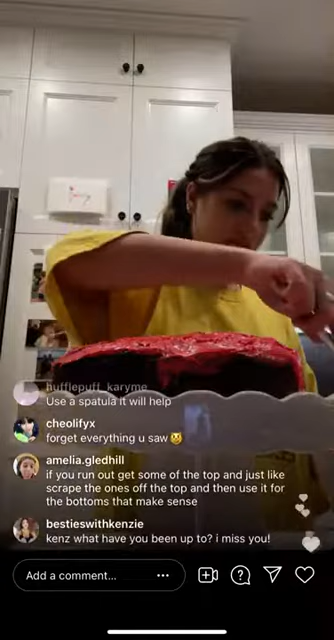 hufflepuff_karyme
Use a spatula it will help
cheolifyx
forget everything u saw😼
amelia.gledhill
if you run out get some of the top and just like
scrape the ones off the top and then use it for
the bottoms that make sense
bestieswithkenzie
kenz what have you been up to? i miss you!
Add a comment...